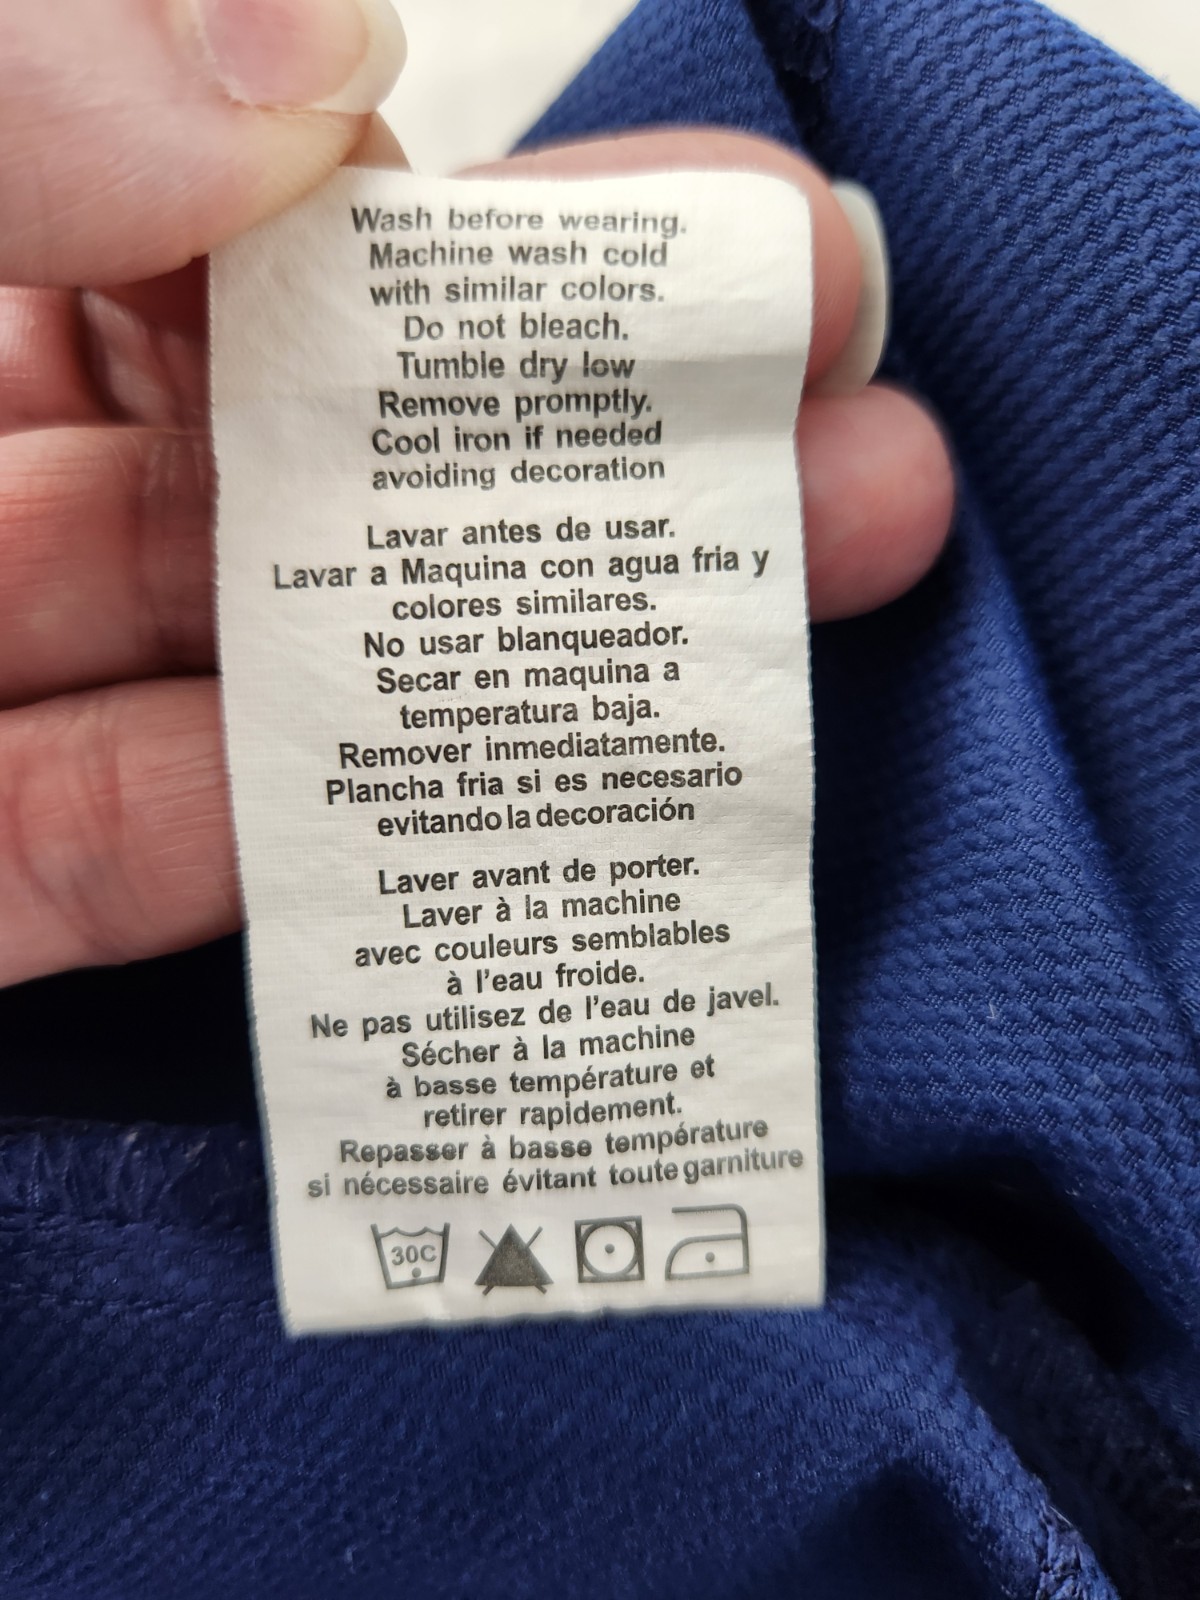 Wash before wearing.
Machine wash cold
with similar colors.
Do not bleach.
Tumble dry low
Remove promptly.
Cool iron if needed
avoiding decoration
Lavar antes de usar.
Lavar a Maquina con agua fria y
colores similares.
No usar blanqueador.
Secar en maquina a
temperatura baja.
Remover inmediatamente.
Plancha fria si es necesario
evitando la decoración
Laver avant de porter.
Laver à la machine
avec couleurs semblables
à l'eau froide.
Ne pas utilisez de l'eau de javel.
Sécher à la machine
à basse température et
retirer rapidement.
Repasser à basse température
si nécessaire évitant toute garniture
30C